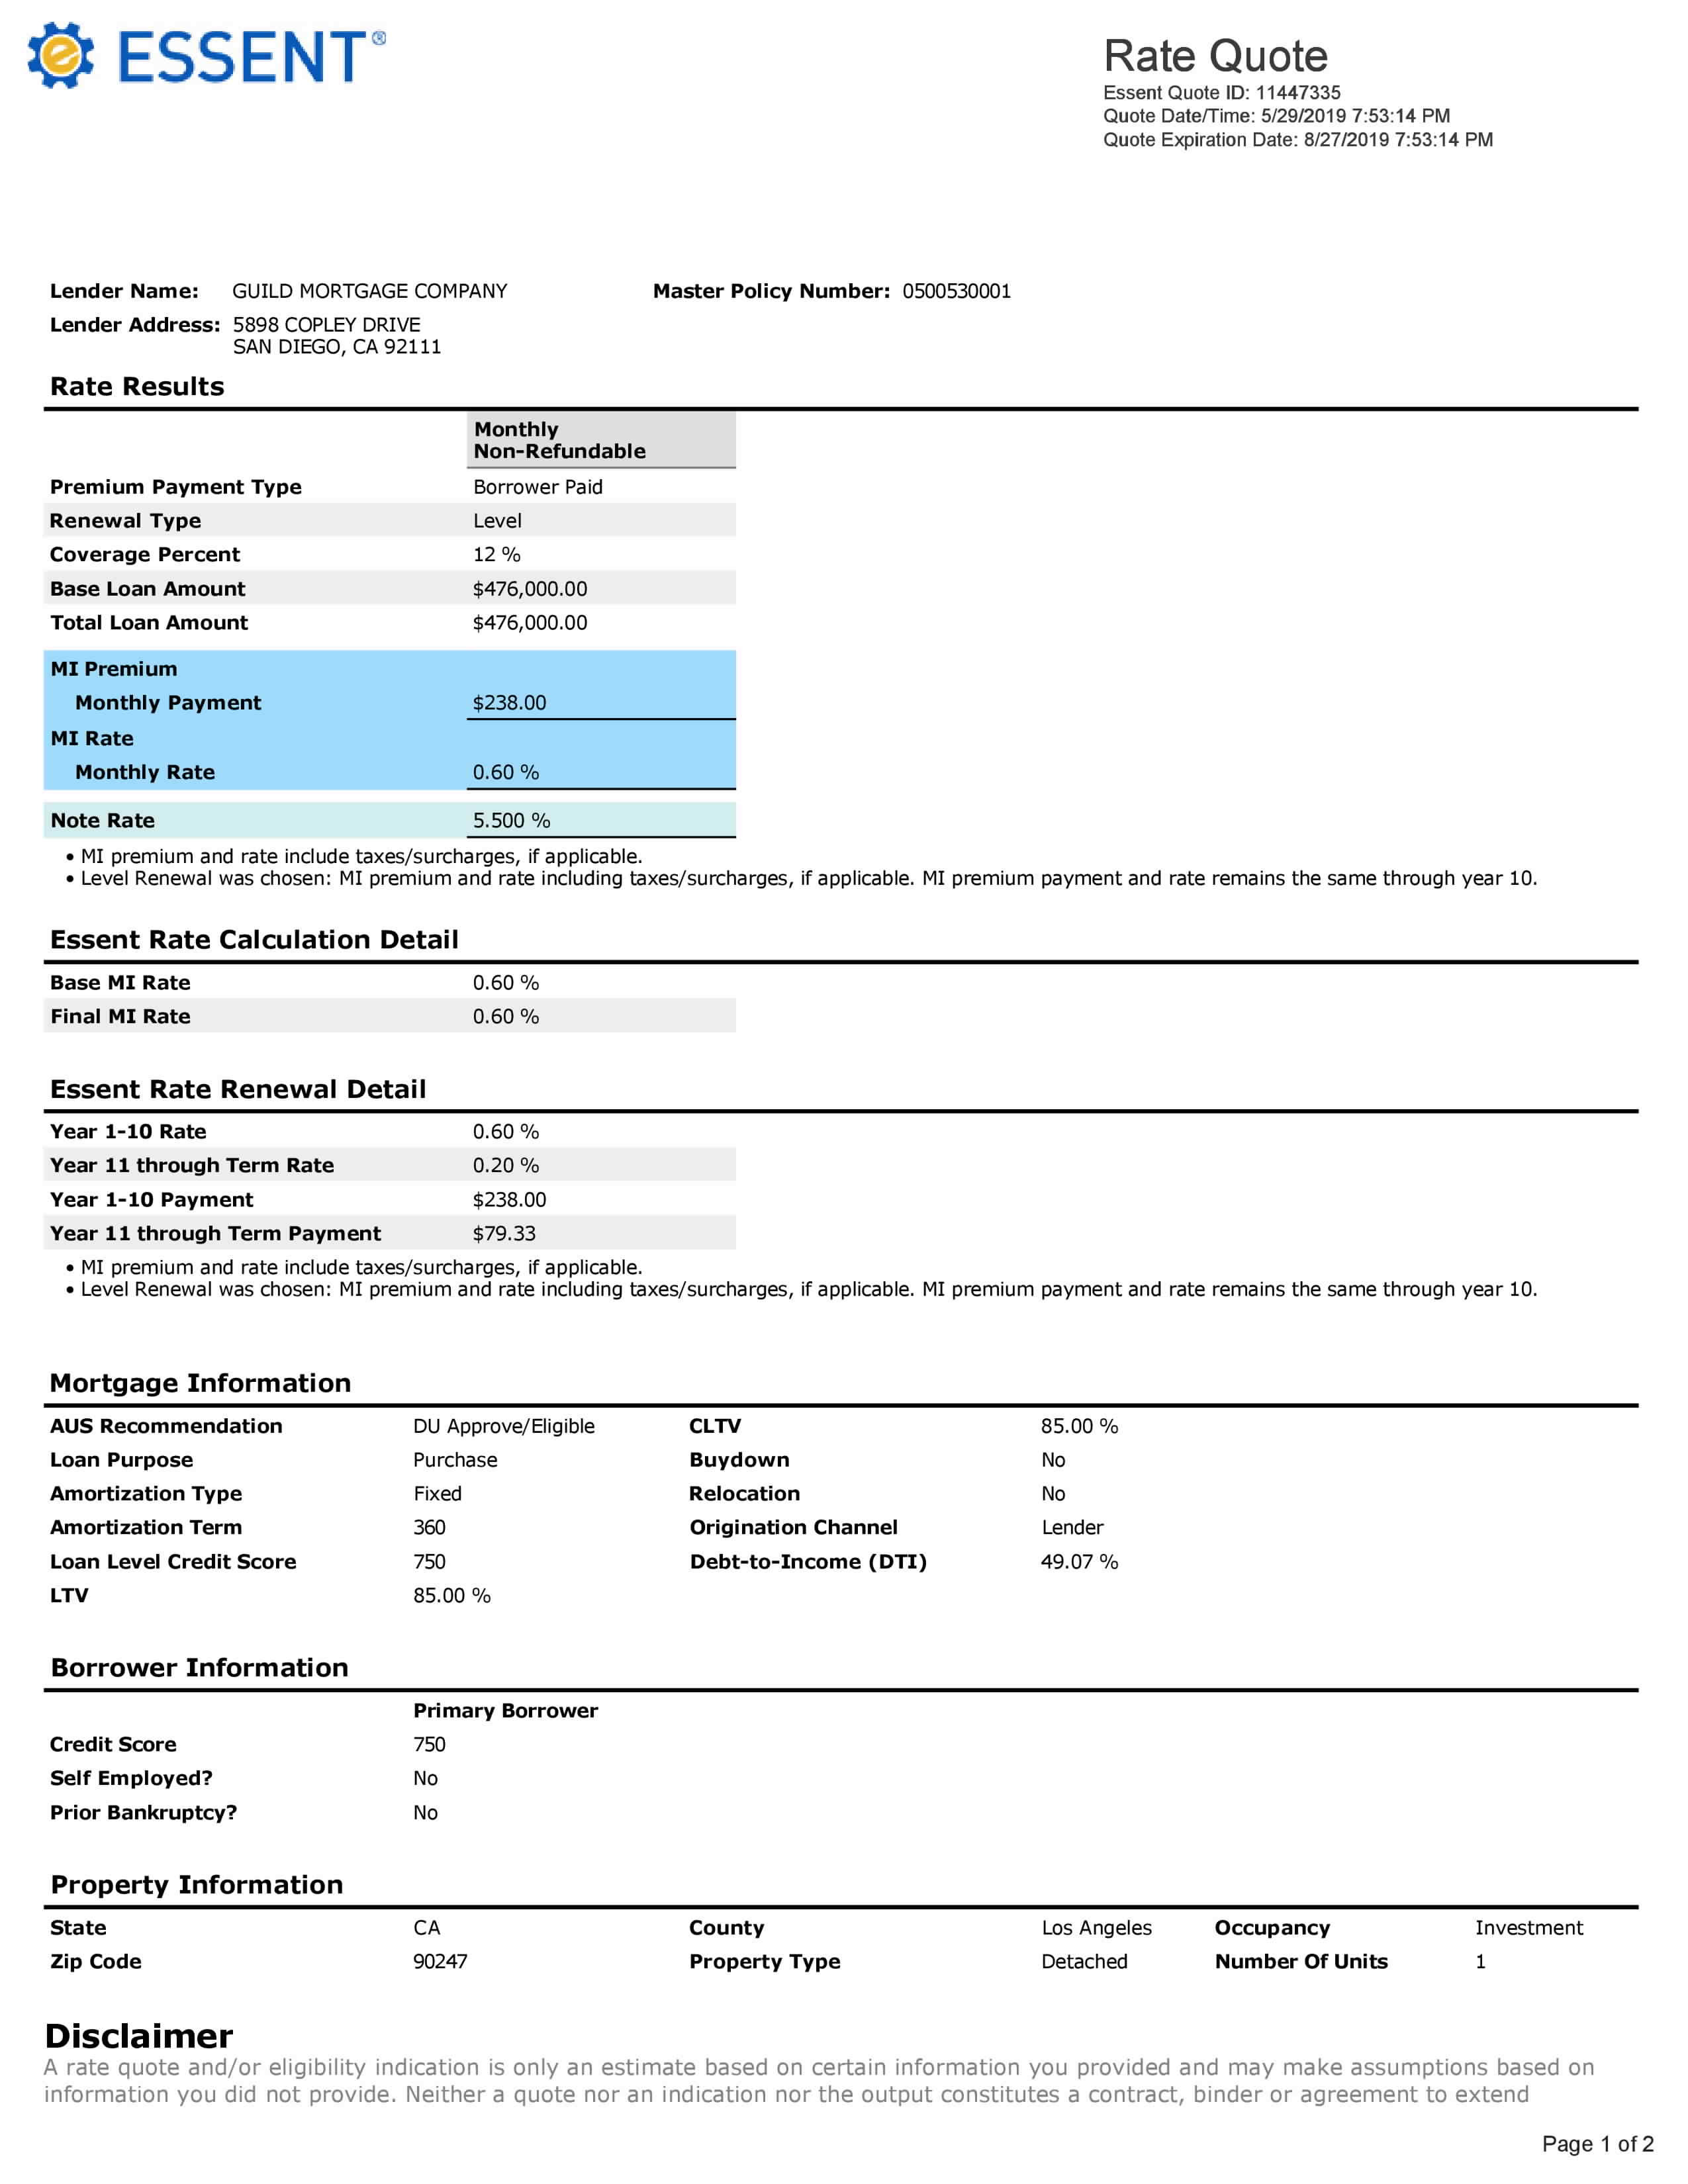 ESSENT®
Rate Quote
Essent Quote ID: 11447335
Quote Date/Time: 5/29/2019 7:53:14 PM
Quote Expiration Date: 8/27/2019 7:53:14 PM
Lender Name: GUILD MORTGAGE COMPANY Master Policy Number: 0500530001
Lender Address: 5898 COPLEY DRIVE
SAN DIEGO, CA 92111
Rate Results
Monthly
Non-Refundable
Premium Payment Type Borrower Paid
Renewal Type Level
Coverage Percent 12 %
Base Loan Amount $476,000.00
Total Loan Amount $476,000.00
MI Premium
Monthly Payment $238.00
MI Rate
Monthly Rate 0.60 %
Note Rate 5.500 %
• MI premium and rate include taxes/surcharges, if applicable.
• Level Renewal was chosen: MI premium and rate including taxes/surcharges, if applicable. MI premium payment and rate remains the same through year 10.
Essent Rate Calculation Detail
Base MI Rate 0.60 %
Final MI Rate 0.60 %
Essent Rate Renewal Detail
Year 1-10 Rate 0.60 %
Year 11 through Term Rate 0.20 %
Year 1-10 Payment $238.00
Year 11 through Term Payment $79.33
• MI premium and rate include taxes/surcharges, if applicable.
• Level Renewal was chosen: MI premium and rate including taxes/surcharges, if applicable. MI premium payment and rate remains the same through year 10.
Mortgage Information
AUS Recommendation DU Approve/Eligible CLTV 85.00 %
Loan Purpose Purchase Buydown No
Amortization Type Fixed Relocation No
Amortization Term 360 Origination Channel Lender
Loan Level Credit Score 750 Debt-to-Income (DTI) 49.07 %
LTV 85.00 %
Borrower Information
Primary Borrower
Credit Score 750
Self Employed? No
Prior Bankruptcy? No
Property Information
State CA County Los Angeles Occupancy Investment
Zip Code 90247 Property Type Detached Number Of Units 1
Disclaimer
A rate quote and/or eligibility indication is only an estimate based on certain information you provided and may make assumptions based on
information you did not provide. Neither a quote nor an indication nor the output constitutes a contract, binder or agreement to extend
Page 1 of 2